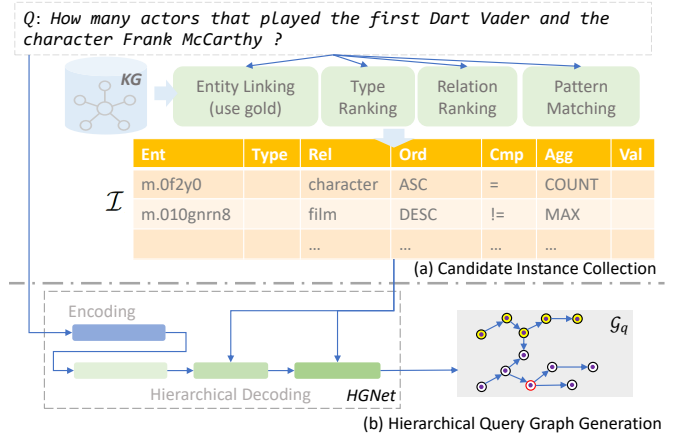 Q: How many actors that played the first Dart Vader and the
character Frank McCarthy ?
KG
Entity Linking
(use gold)
Type
Ranking
Relation
Ranking
Pattern
Matching
Ent Type Rel Ord Cmp Agg Val
m.0f2y0 character ASC = COUNT
m.010gnrn8 film DESC != MAX
… … … …
I
(a) Candidate Instance Collection
Encoding
Hierarchical Decoding
HGNet
G_q
(b) Hierarchical Query Graph Generation